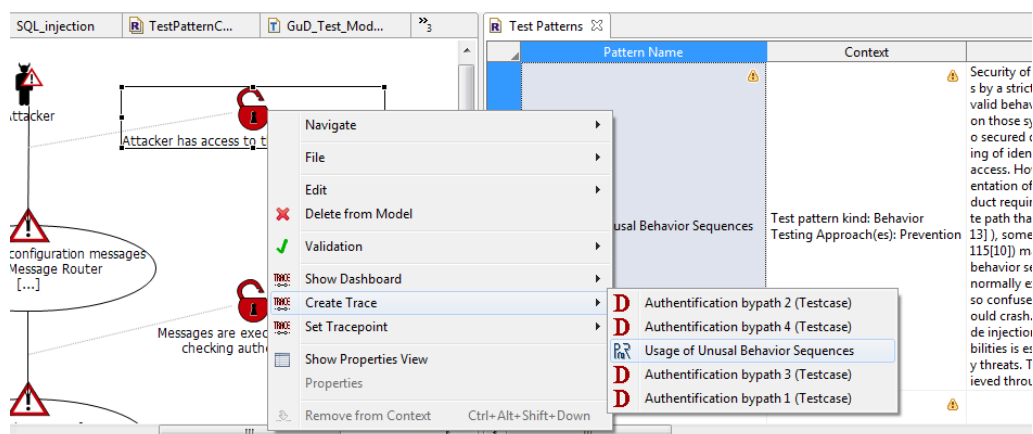 SQL_injection
TestPatternC...
GuD_Test_Mod...
3
Test Patterns
Pattern Name
Context
ttacker
Attacker has access to t
configuration messages
Message Router
[...]
Messages are exec
checking auth
Navigate
File
Edit
Delete from Model
Validation
Show Dashboard
Create Trace
Set Tracepoint
Show Properties View
Properties
Remove from Context Ctrl+Alt+Shift+Down
Authentification bypath 2 (Testcase)
Authentification bypath 4 (Testcase)
Usage of Unusual Behavior Sequences
Authentification bypath 3 (Testcase)
Authentification bypath 1 (Testcase)
usal Behavior Sequences
Test pattern kind: Behavior
Testing Approach(es): Prevention
Security of
s by a strict
valid behav
on those sy
o secured
ing of iden
access. Ho
entation of
duct requir
te path tha
13] ), some
115[10]) m
behavior se
normally e
so confuse
ould crash.
de injection
bilities is es
y threats. T
ieved throu